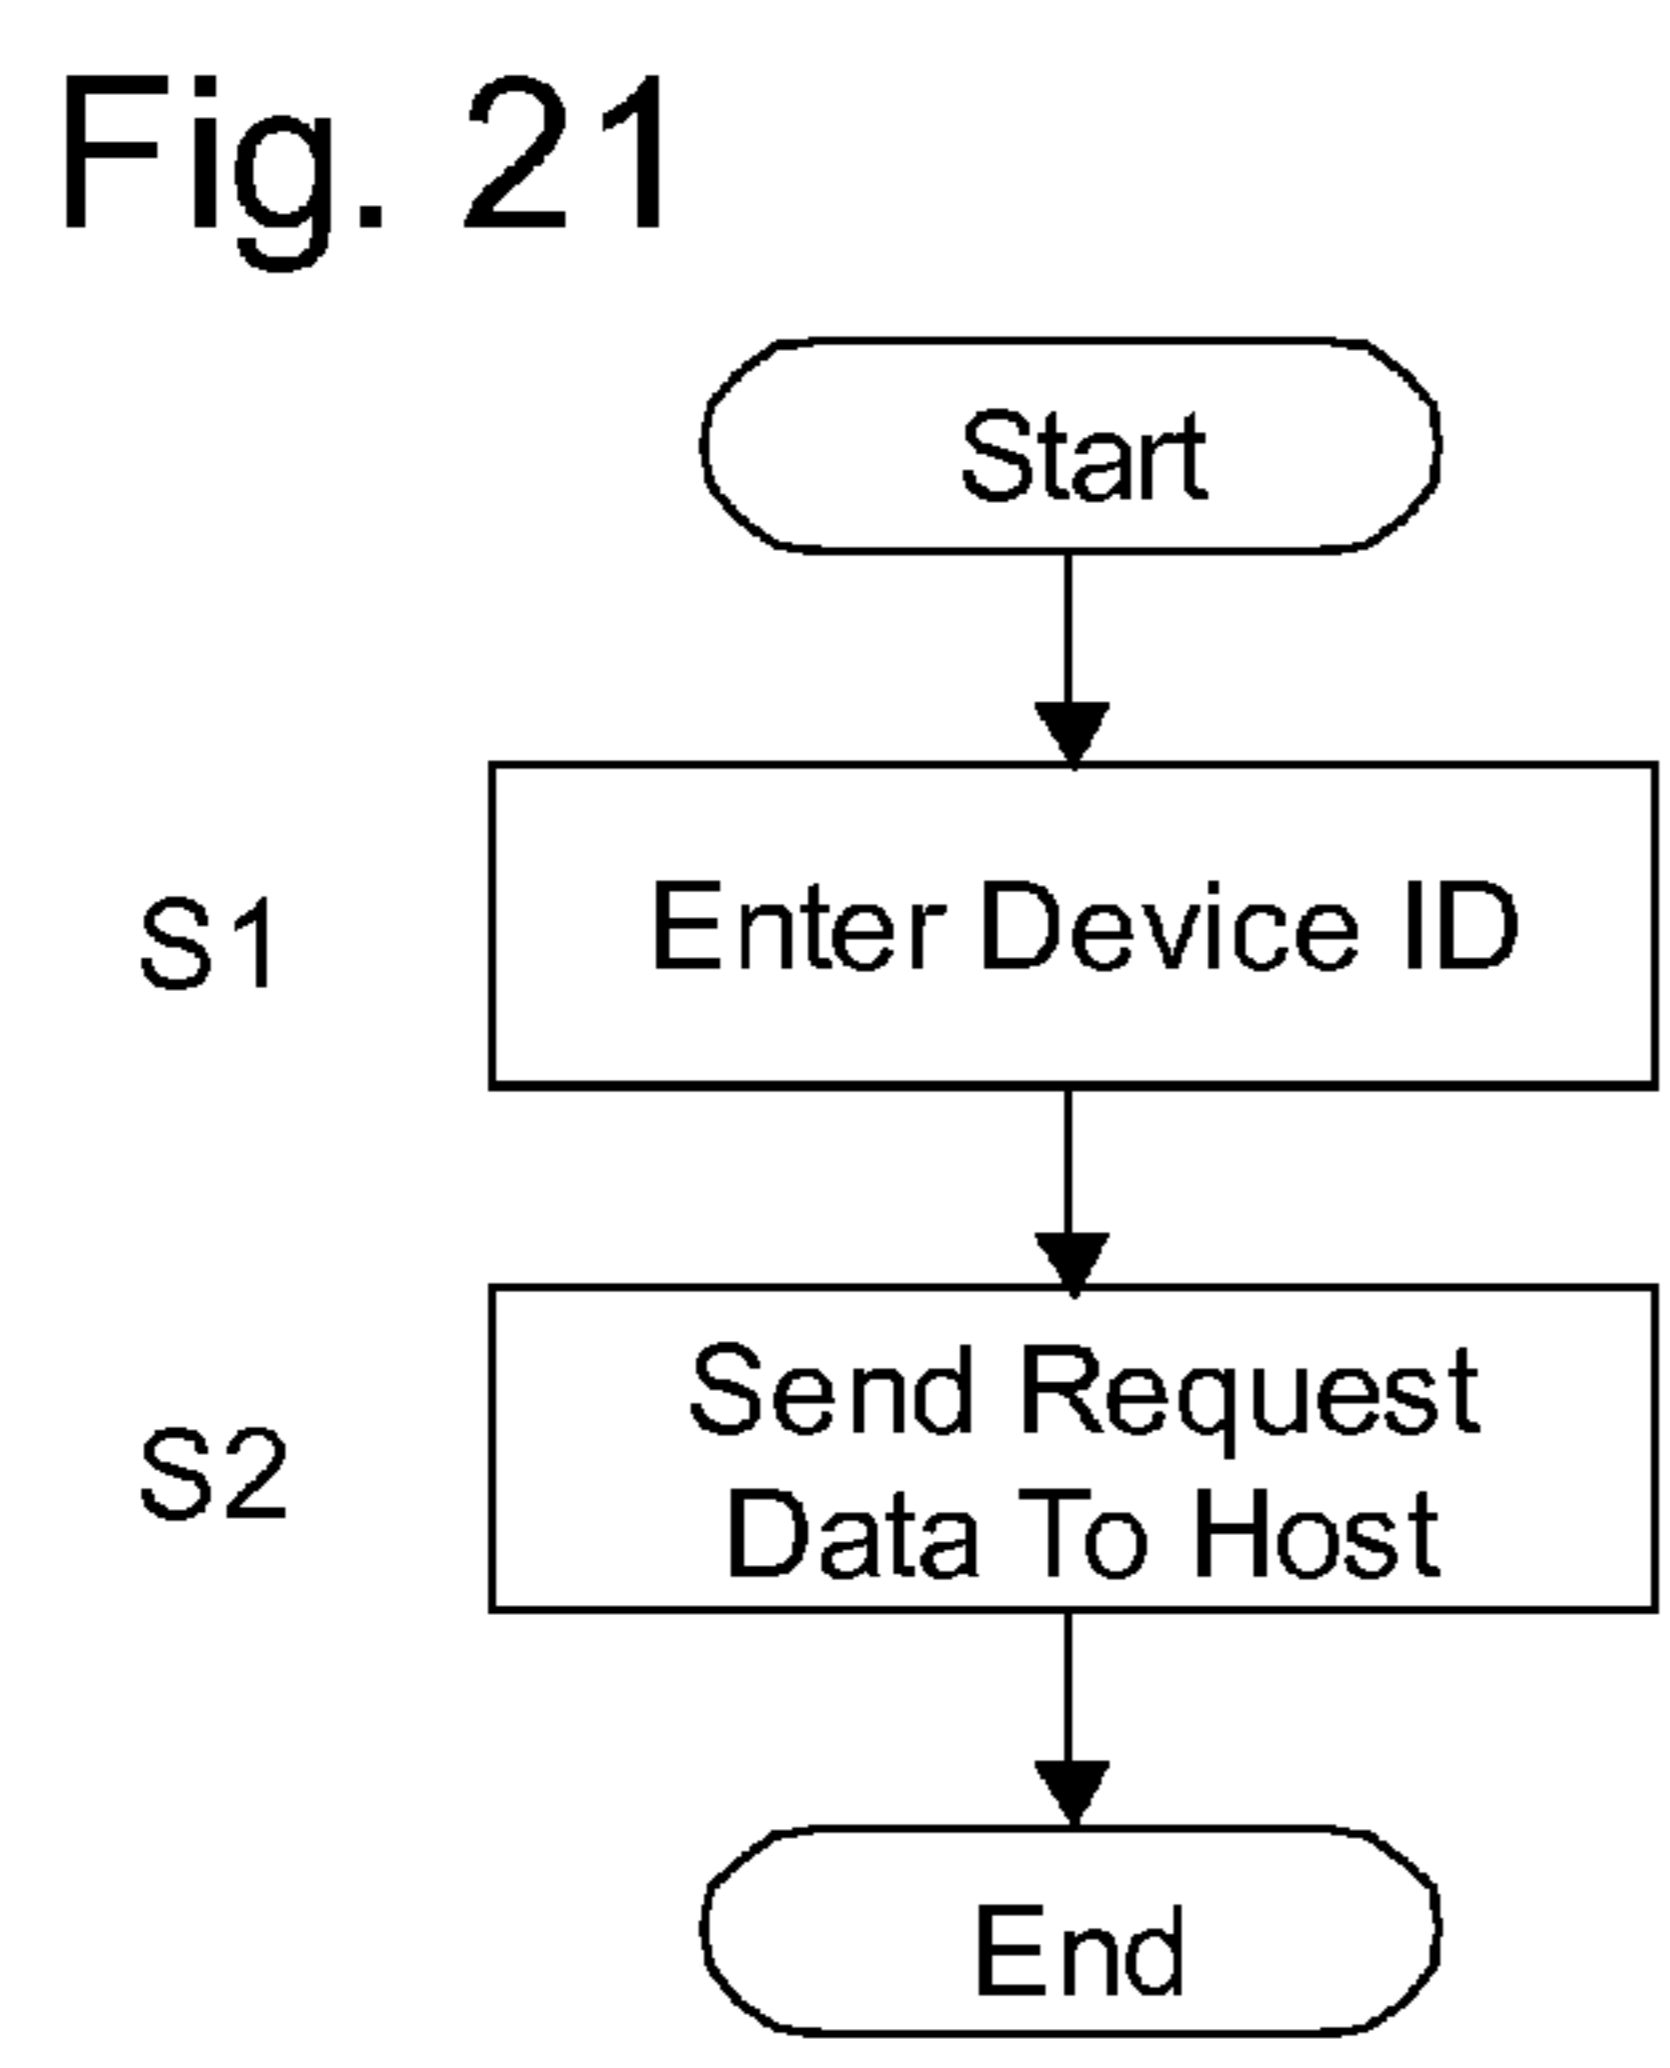 Fig. 21
Start
S1
Enter Device ID
S2
Send Request
Data To Host
End